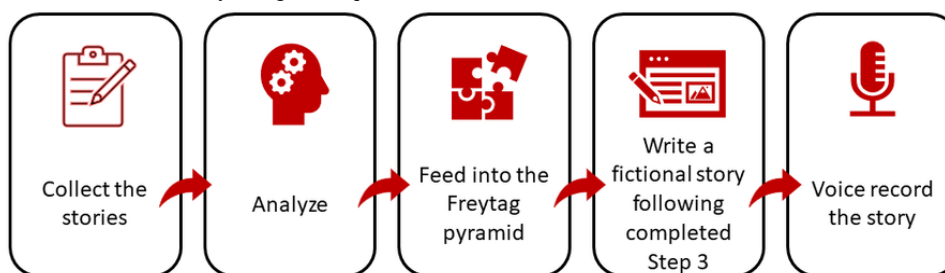 Collect the
stories
Analyze
Feed into the
Freytag
pyramid
Write a
fictional story
following
completed
Step 3
Voice record
the story